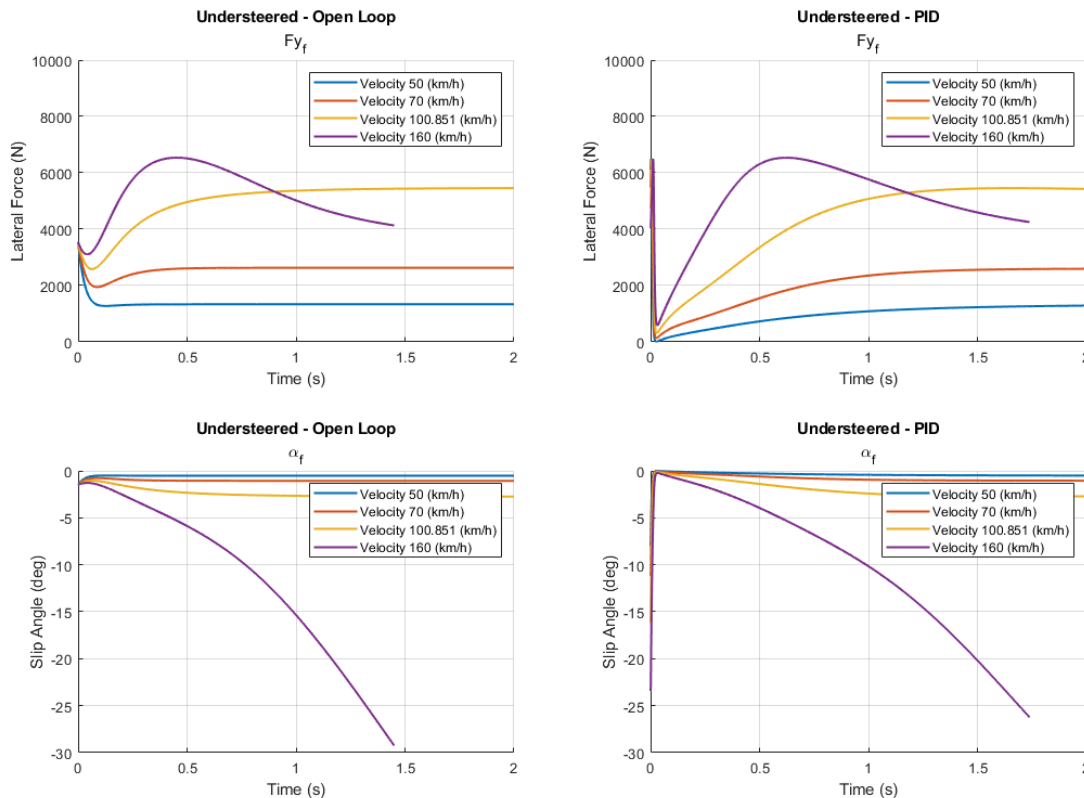 Understeered - Open Loop
Fy_f
10000
8000
6000
4000
2000
0
Lateral Force (N)
Velocity 50 (km/h)
Velocity 70 (km/h)
Velocity 100.851 (km/h)
Velocity 160 (km/h)
0 0.5 1 1.5 2
Time (s)
Understeered - PID
Fy_f
10000
8000
6000
4000
2000
0
Lateral Force (N)
Velocity 50 (km/h)
Velocity 70 (km/h)
Velocity 100.851 (km/h)
Velocity 160 (km/h)
0 0.5 1 1.5 2
Time (s)
Understeered - Open Loop
α_f
0
-5
-10
-15
-20
-25
-30
Slip Angle (deg)
Velocity 50 (km/h)
Velocity 70 (km/h)
Velocity 100.851 (km/h)
Velocity 160 (km/h)
0 0.5 1 1.5 2
Time (s)
Understeered - PID
α_f
0
-5
-10
-15
-20
-25
-30
Slip Angle (deg)
Velocity 50 (km/h)
Velocity 70 (km/h)
Velocity 100.851 (km/h)
Velocity 160 (km/h)
0 0.5 1 1.5 2
Time (s)